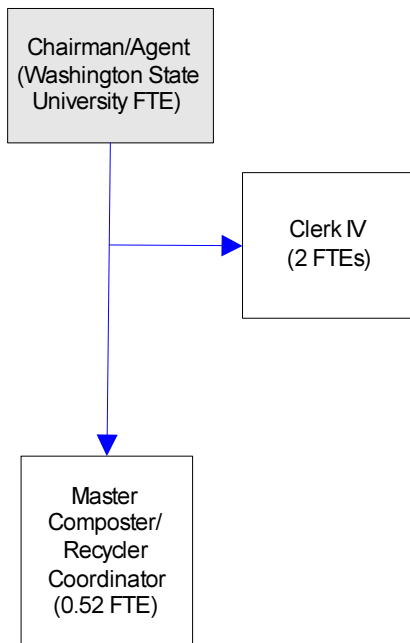 Chairman/Agent
(Washington State
University FTE)
Clerk IV
(2 FTEs)
Master
Composter/
Recycler
Coordinator
(0.52 FTE)